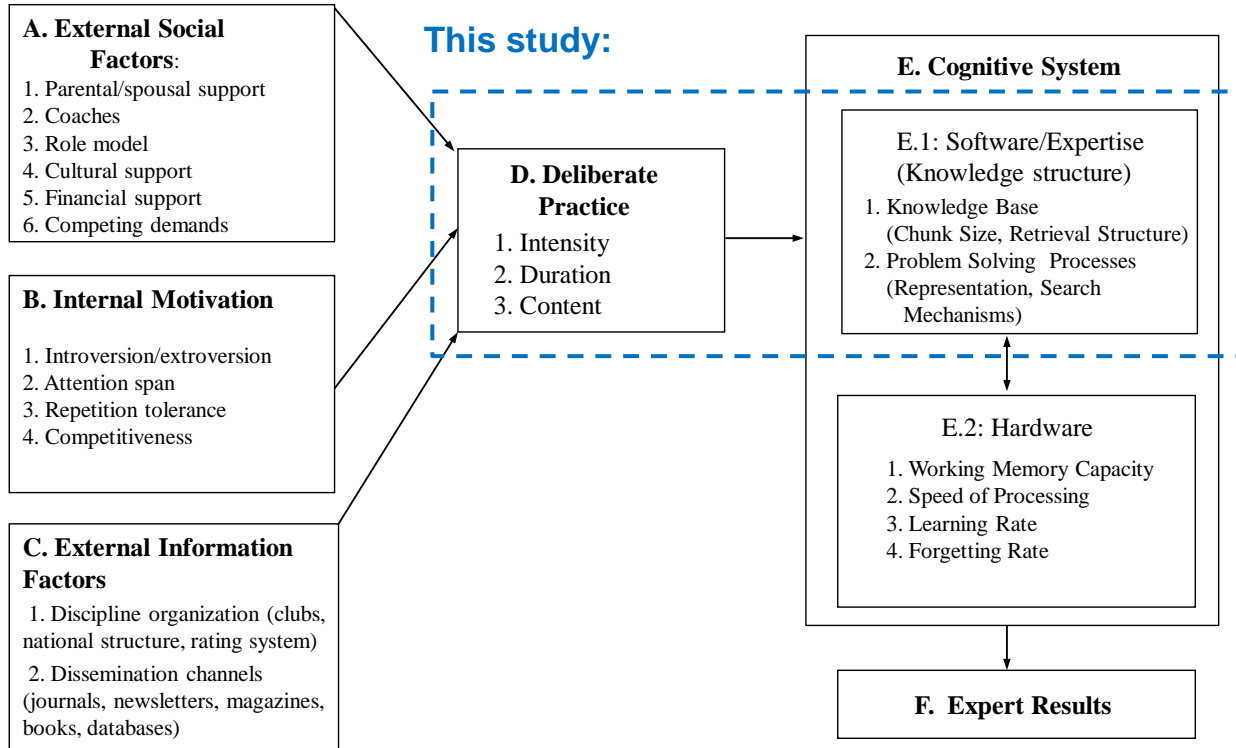 A. External Social
Factors:
1. Parental/spousal support
2. Coaches
3. Role model
4. Cultural support
5. Financial support
6. Competing demands
B. Internal Motivation
1. Introversion/extroversion
2. Attention span
3. Repetition tolerance
4. Competitiveness
C. External Information
Factors
1. Discipline organization (clubs,
national structure, rating system)
2. Dissemination channels
(journals, newsletters, magazines,
books, databases)
This study:
D. Deliberate
Practice
1. Intensity
2. Duration
3. Content
E. Cognitive System
E.1: Software/Expertise
(Knowledge structure)
1. Knowledge Base
(Chunk Size, Retrieval Structure)
2. Problem Solving Processes
(Representation, Search
Mechanisms)
E.2: Hardware
1. Working Memory Capacity
2. Speed of Processing
3. Learning Rate
4. Forgetting Rate
F. Expert Results